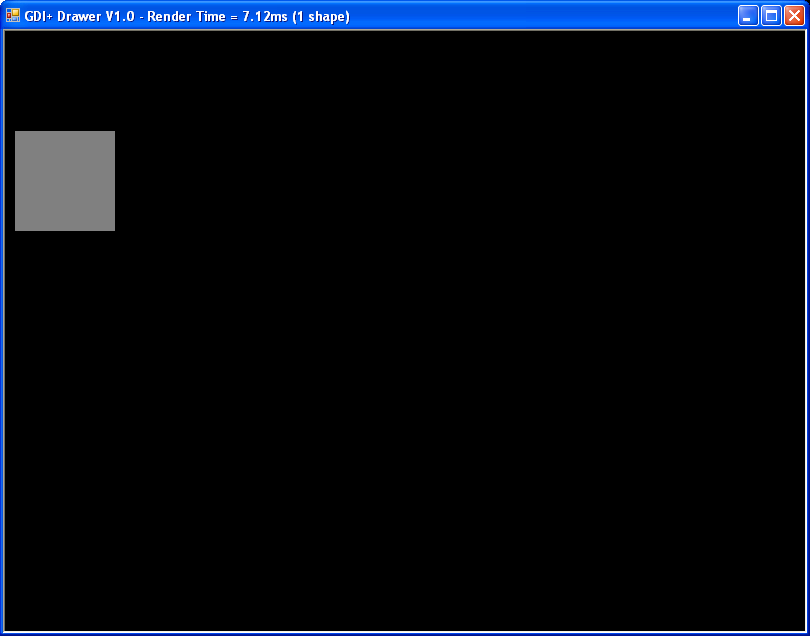 GDI+ Drawer V1.0 - Render Time = 7.12ms (1 shape)